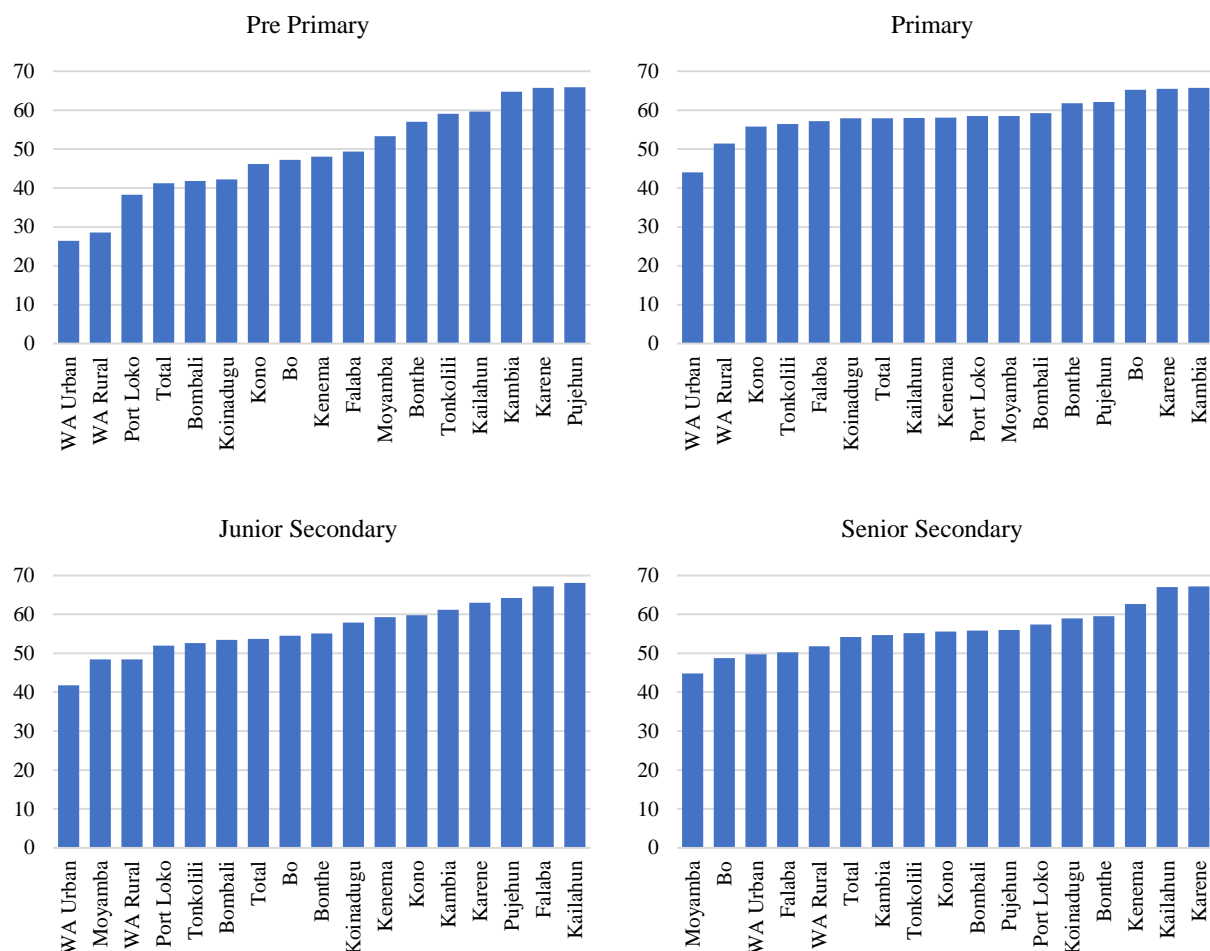 Pre Primary
70
60
50
40
30
20
10
0
WA Urban
WA Rural
Port Loko
Total
Bombali
Koinadugu
Kono
Bo
Kenema
Falaba
Moyamba
Bonthe
Tonkolili
Kailahun
Kambia
Karene
Pujehun
Primary
70
60
50
40
30
20
10
0
WA Urban
WA Rural
Kono
Tonkolili
Falaba
Koinadugu
Total
Kailahun
Kenema
Port Loko
Moyamba
Bombali
Bonthe
Pujehun
Bo
Karene
Kambia
Junior Secondary
70
60
50
40
30
20
10
0
WA Urban
Moyamba
WA Rural
Port Loko
Tonkolili
Bombali
Total
Bo
Bonthe
Koinadugu
Kenema
Kono
Kambia
Karene
Pujehun
Falaba
Kailahun
Senior Secondary
70
60
50
40
30
20
10
0
Moyamba
Bo
WA Urban
Falaba
WA Rural
Total
Kambia
Tonkolili
Kono
Bombali
Pujehun
Port Loko
Koinadugu
Bonthe
Kenema
Kailahun
Karene